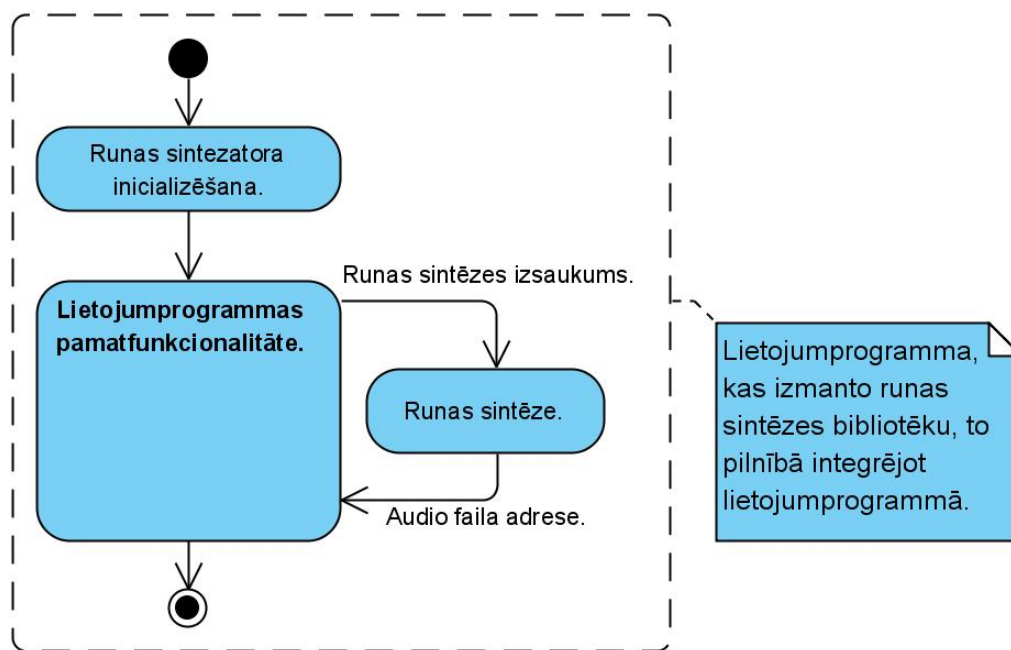 Runas sintezatora
inicializēšana.
Lietojumprogrammas
pamatfunkcionalitāte.
Runas sintēzes izsaukums.
Runas sintēze.
Audio faila adrese.
Lietojumprogramma,
kas izmanto runas
sintēzes bibliotēku, to
pilnībā integrējot
lietojumprogrammā.